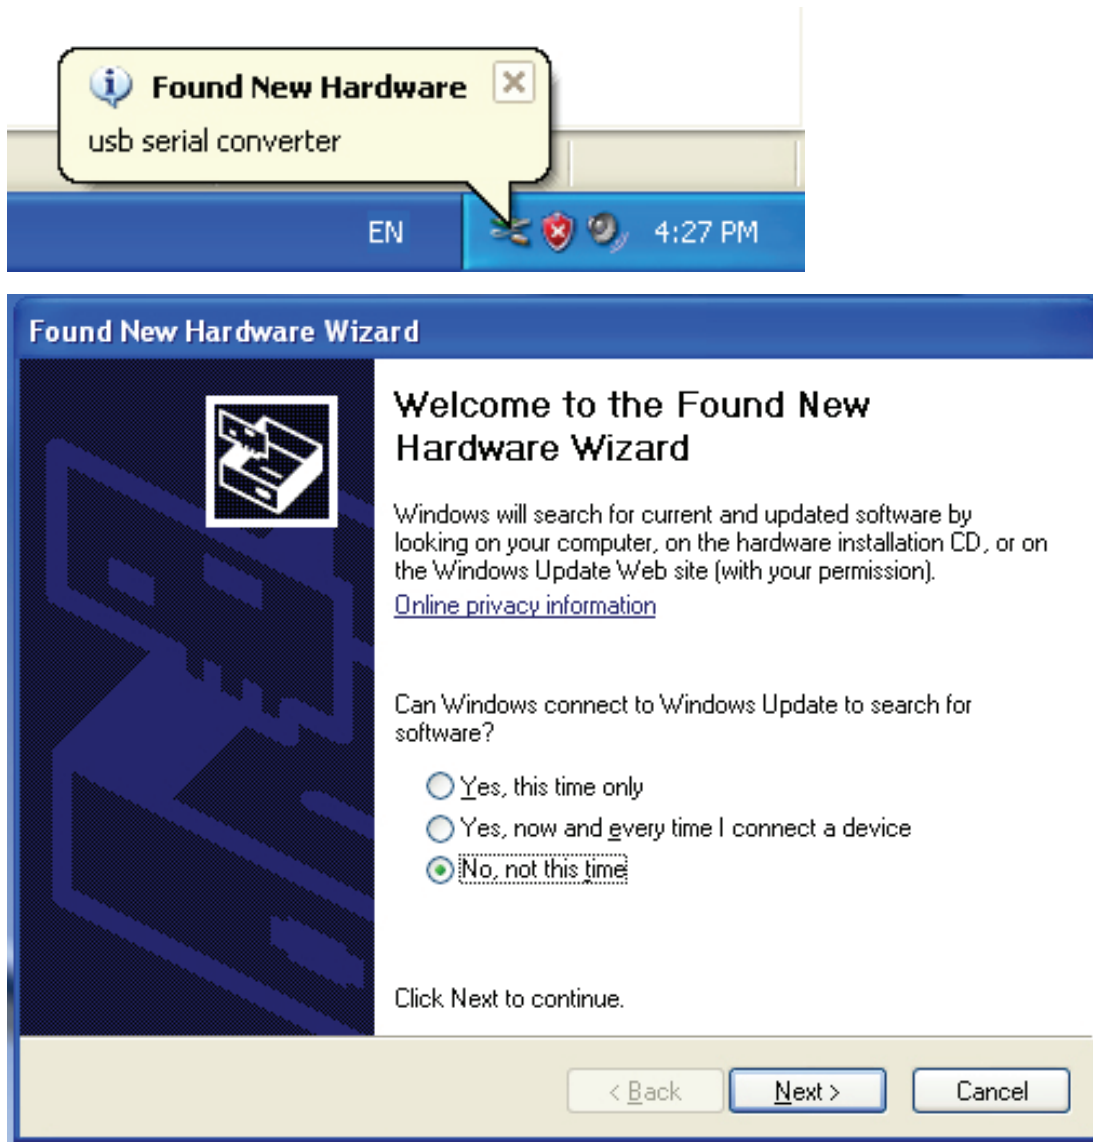 Found New Hardware
usb serial converter
EN
4:27 PM
Found New Hardware Wizard
Welcome to the Found New
Hardware Wizard
Windows will search for current and updated software by
looking on your computer, on the hardware installation CD, or on
the Windows Update Web site (with your permission).
Online privacy information
Can Windows connect to Windows Update to search for
software?
Yes, this time only
Yes, now and every time I connect a device
No, not this time
Click Next to continue.
< Back
Next >
Cancel